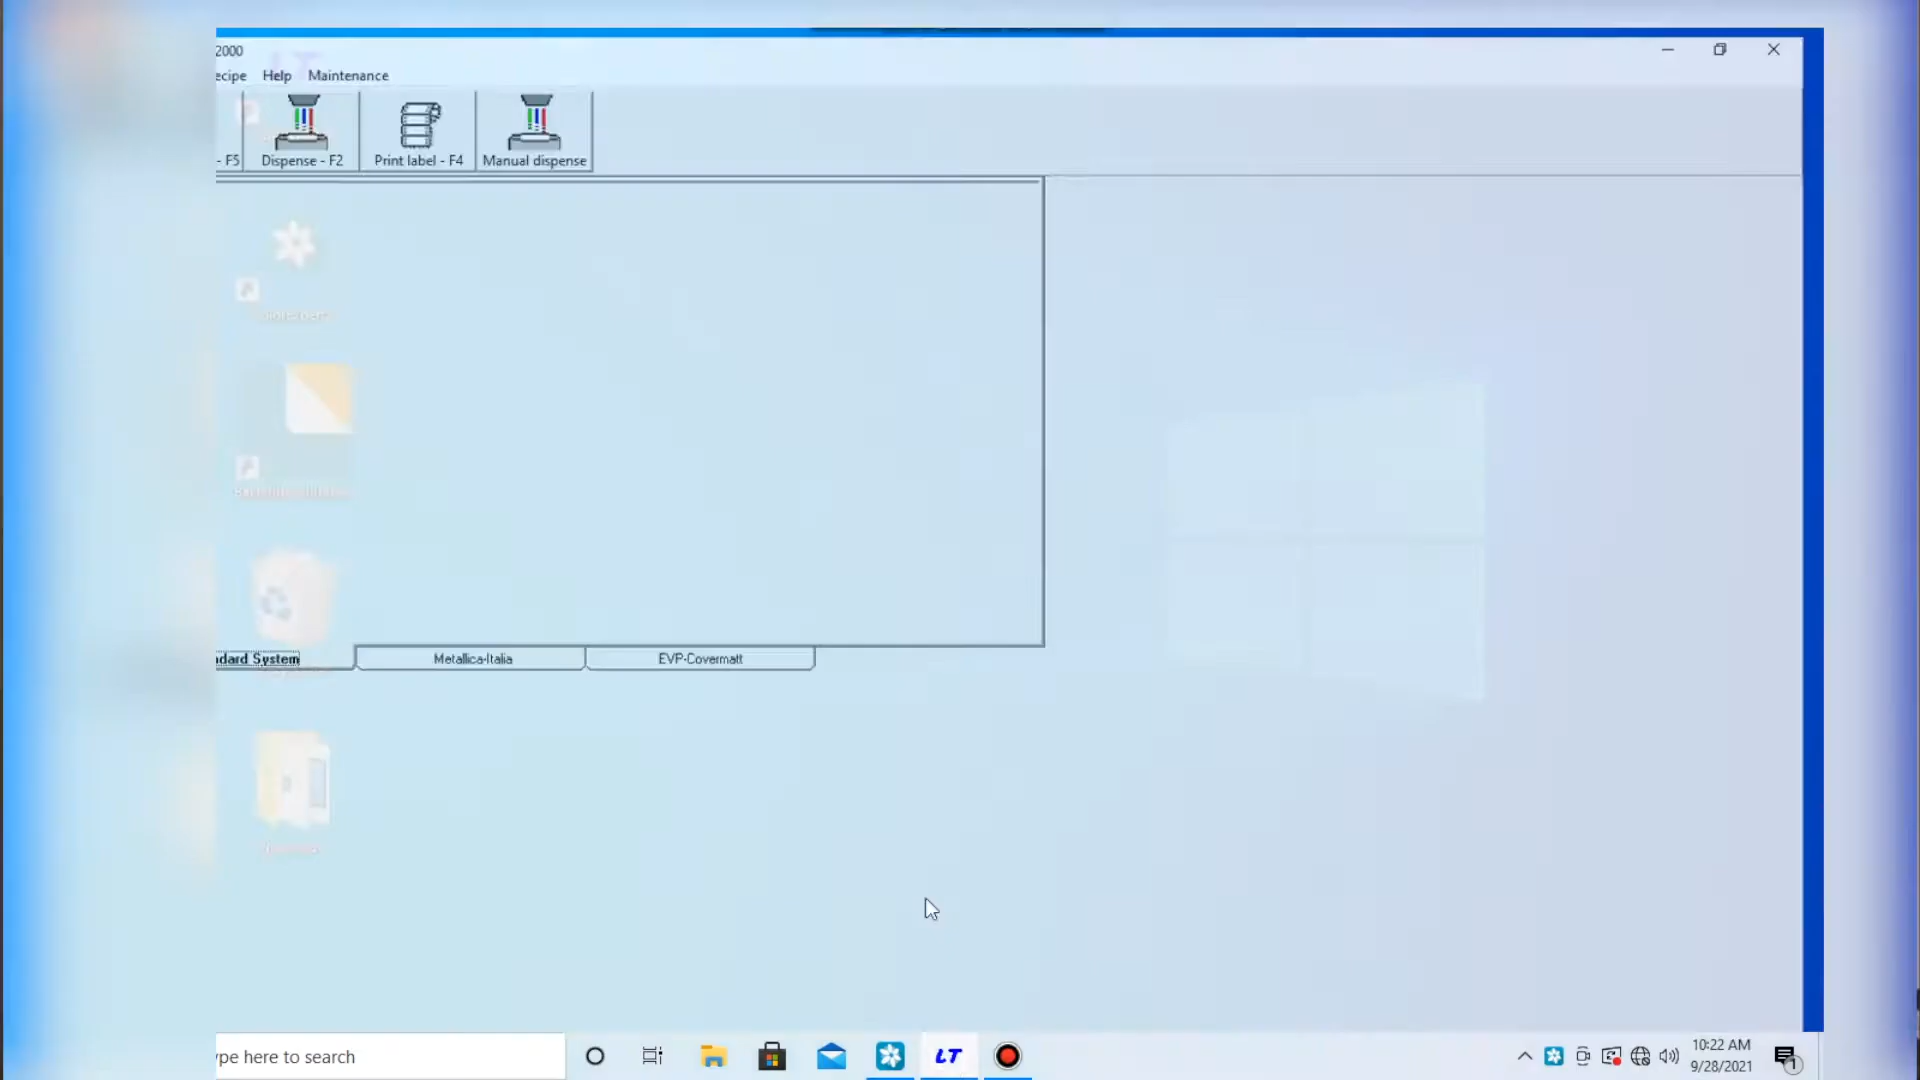 2000
ecipe Help Maintenance
- F5 Dispense - F2 Print label - F4 Manual dispense
dard System Metallica-Italia EVP-Covermatt
pe here to search
LT
10:22 AM
9/28/2021
1